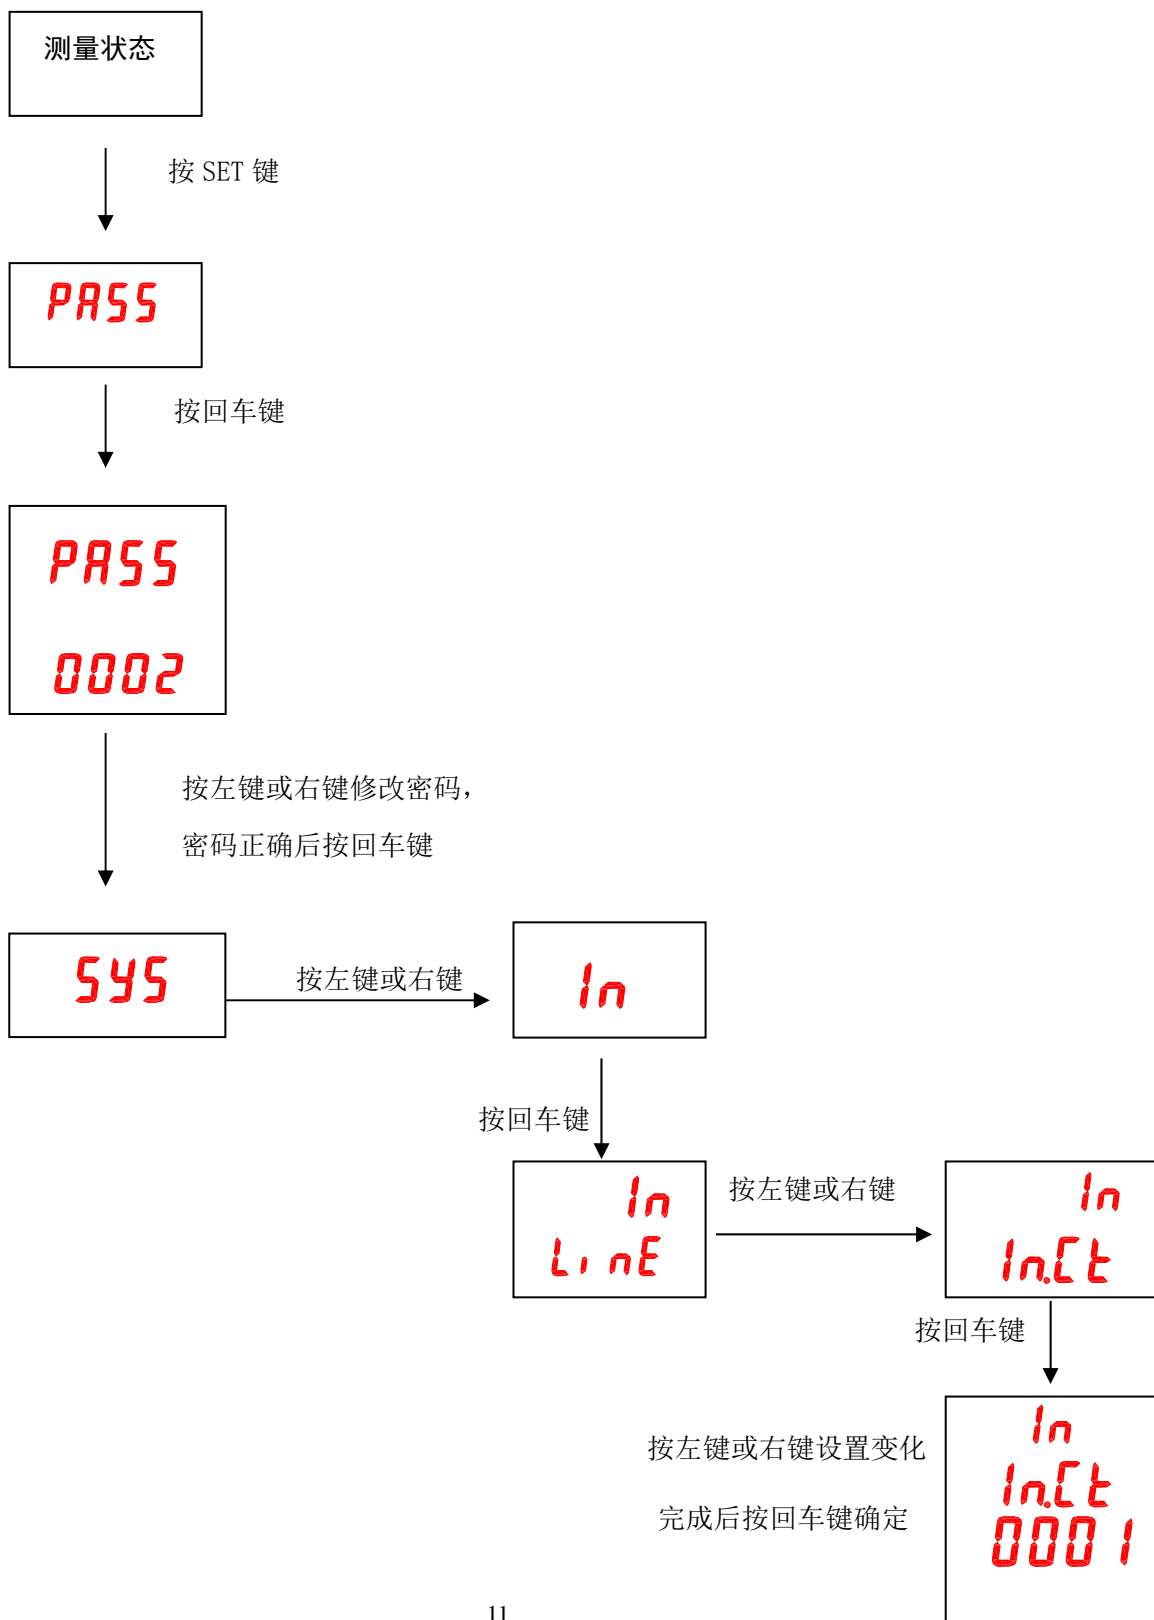 测量状态
按 SET 键
PASS
按回车键
PASS
0002
按左键或右键修改密码，
密码正确后按回车键
SYS
按左键或右键
In
按回车键
In
LinE
按左键或右键
In
In.Ct
按回车键
按左键或右键设置变化
完成后按回车键确定
In
In.Ct
0001
11